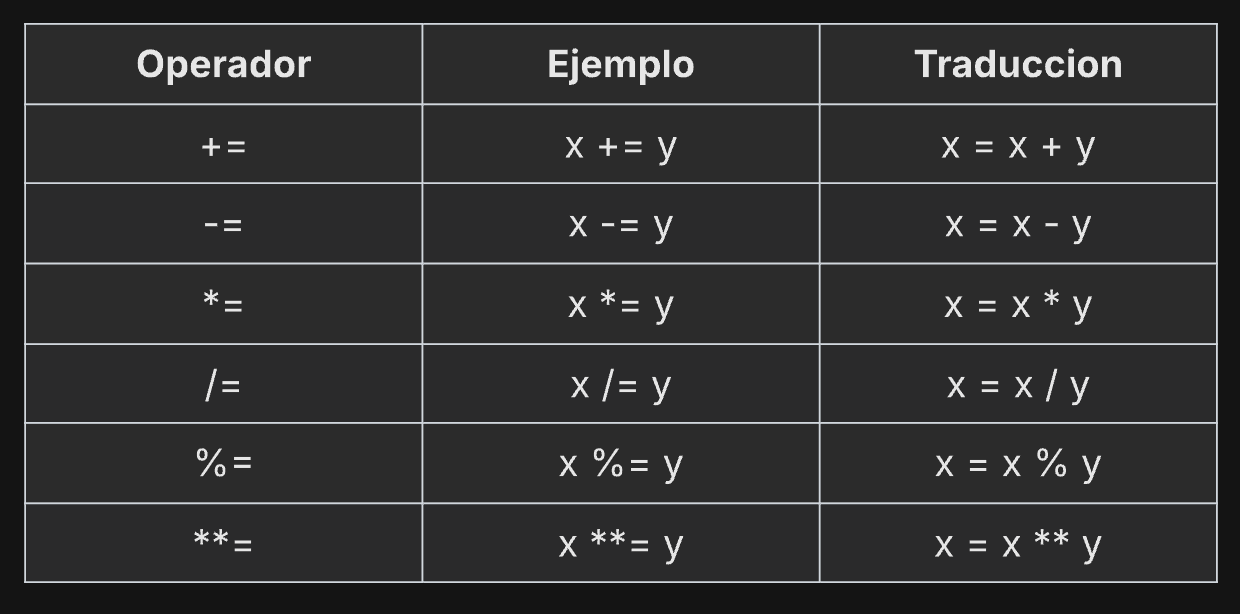 Operador Ejemplo Traduccion
+= x += y x = x + y
-= x -= y x = x - y
*= x *= y x = x * y
/= x /= y x = x / y
%= x %= y x = x % y
**= x **= y x = x ** y